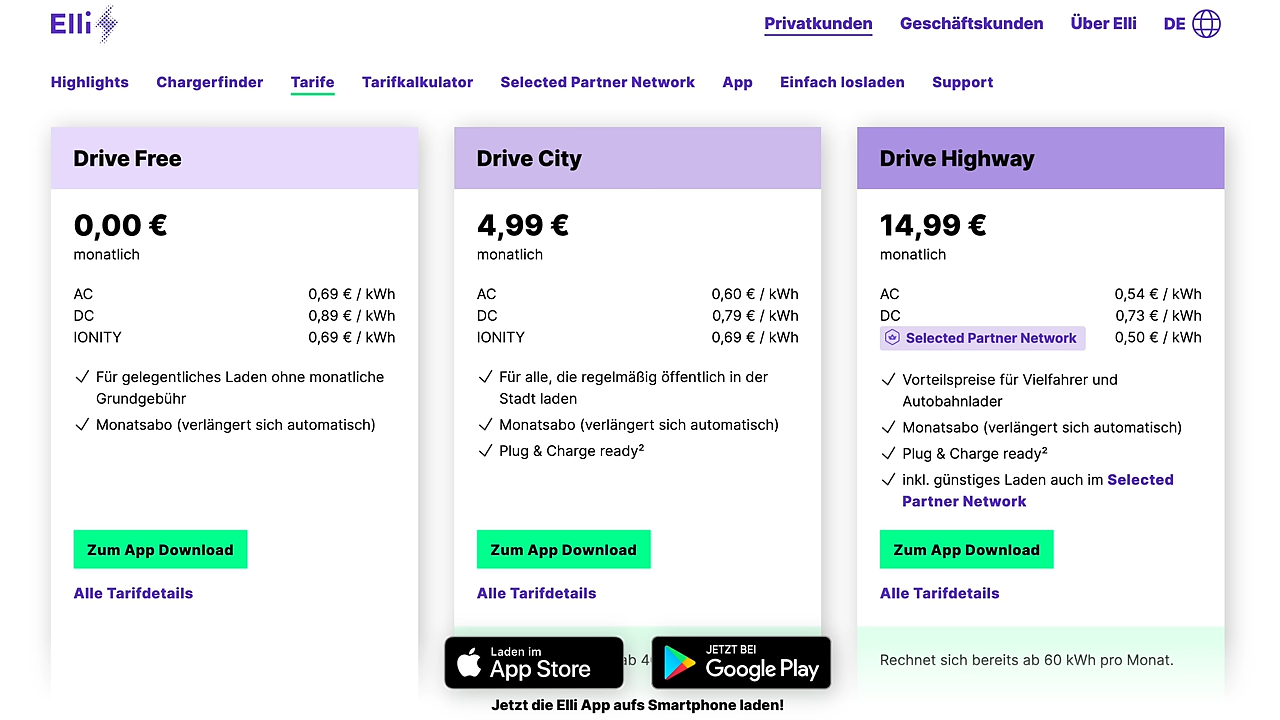 Elli
Privatkunden Geschäftskunden Über Elli DE
Highlights Chargerfinder Tarife Tarifkalkulator Selected Partner Network App Einfach losladen Support
Drive Free
0,00 €
monatlich
AC 0,69 € / kWh
DC 0,89 € / kWh
IONITY 0,69 € / kWh
Für gelegentliches Laden ohne monatliche
Grundgebühr
Monatsabo (verlängert sich automatisch)
Zum App Download
Alle Tarifdetails
Drive City
4,99 €
monatlich
AC 0,60 € / kWh
DC 0,79 € / kWh
IONITY 0,69 € / kWh
Für alle, die regelmäßig öffentlich in der
Stadt laden
Monatsabo (verlängert sich automatisch)
Plug & Charge ready²
Zum App Download
Alle Tarifdetails
ab
Drive Highway
14,99 €
monatlich
AC 0,54 € / kWh
DC 0,73 € / kWh
Selected Partner Network 0,50 € / kWh
Vorteilspreise für Vielfahrer und
Autobahnlader
Monatsabo (verlängert sich automatisch)
Plug & Charge ready²
inkl. günstiges Laden auch im Selected
Partner Network
Zum App Download
Alle Tarifdetails
Rechnet sich bereits ab 60 kWh pro Monat.
Laden im
App Store
JETZT BEI
Google Play
Jetzt die Elli App aufs Smartphone laden!